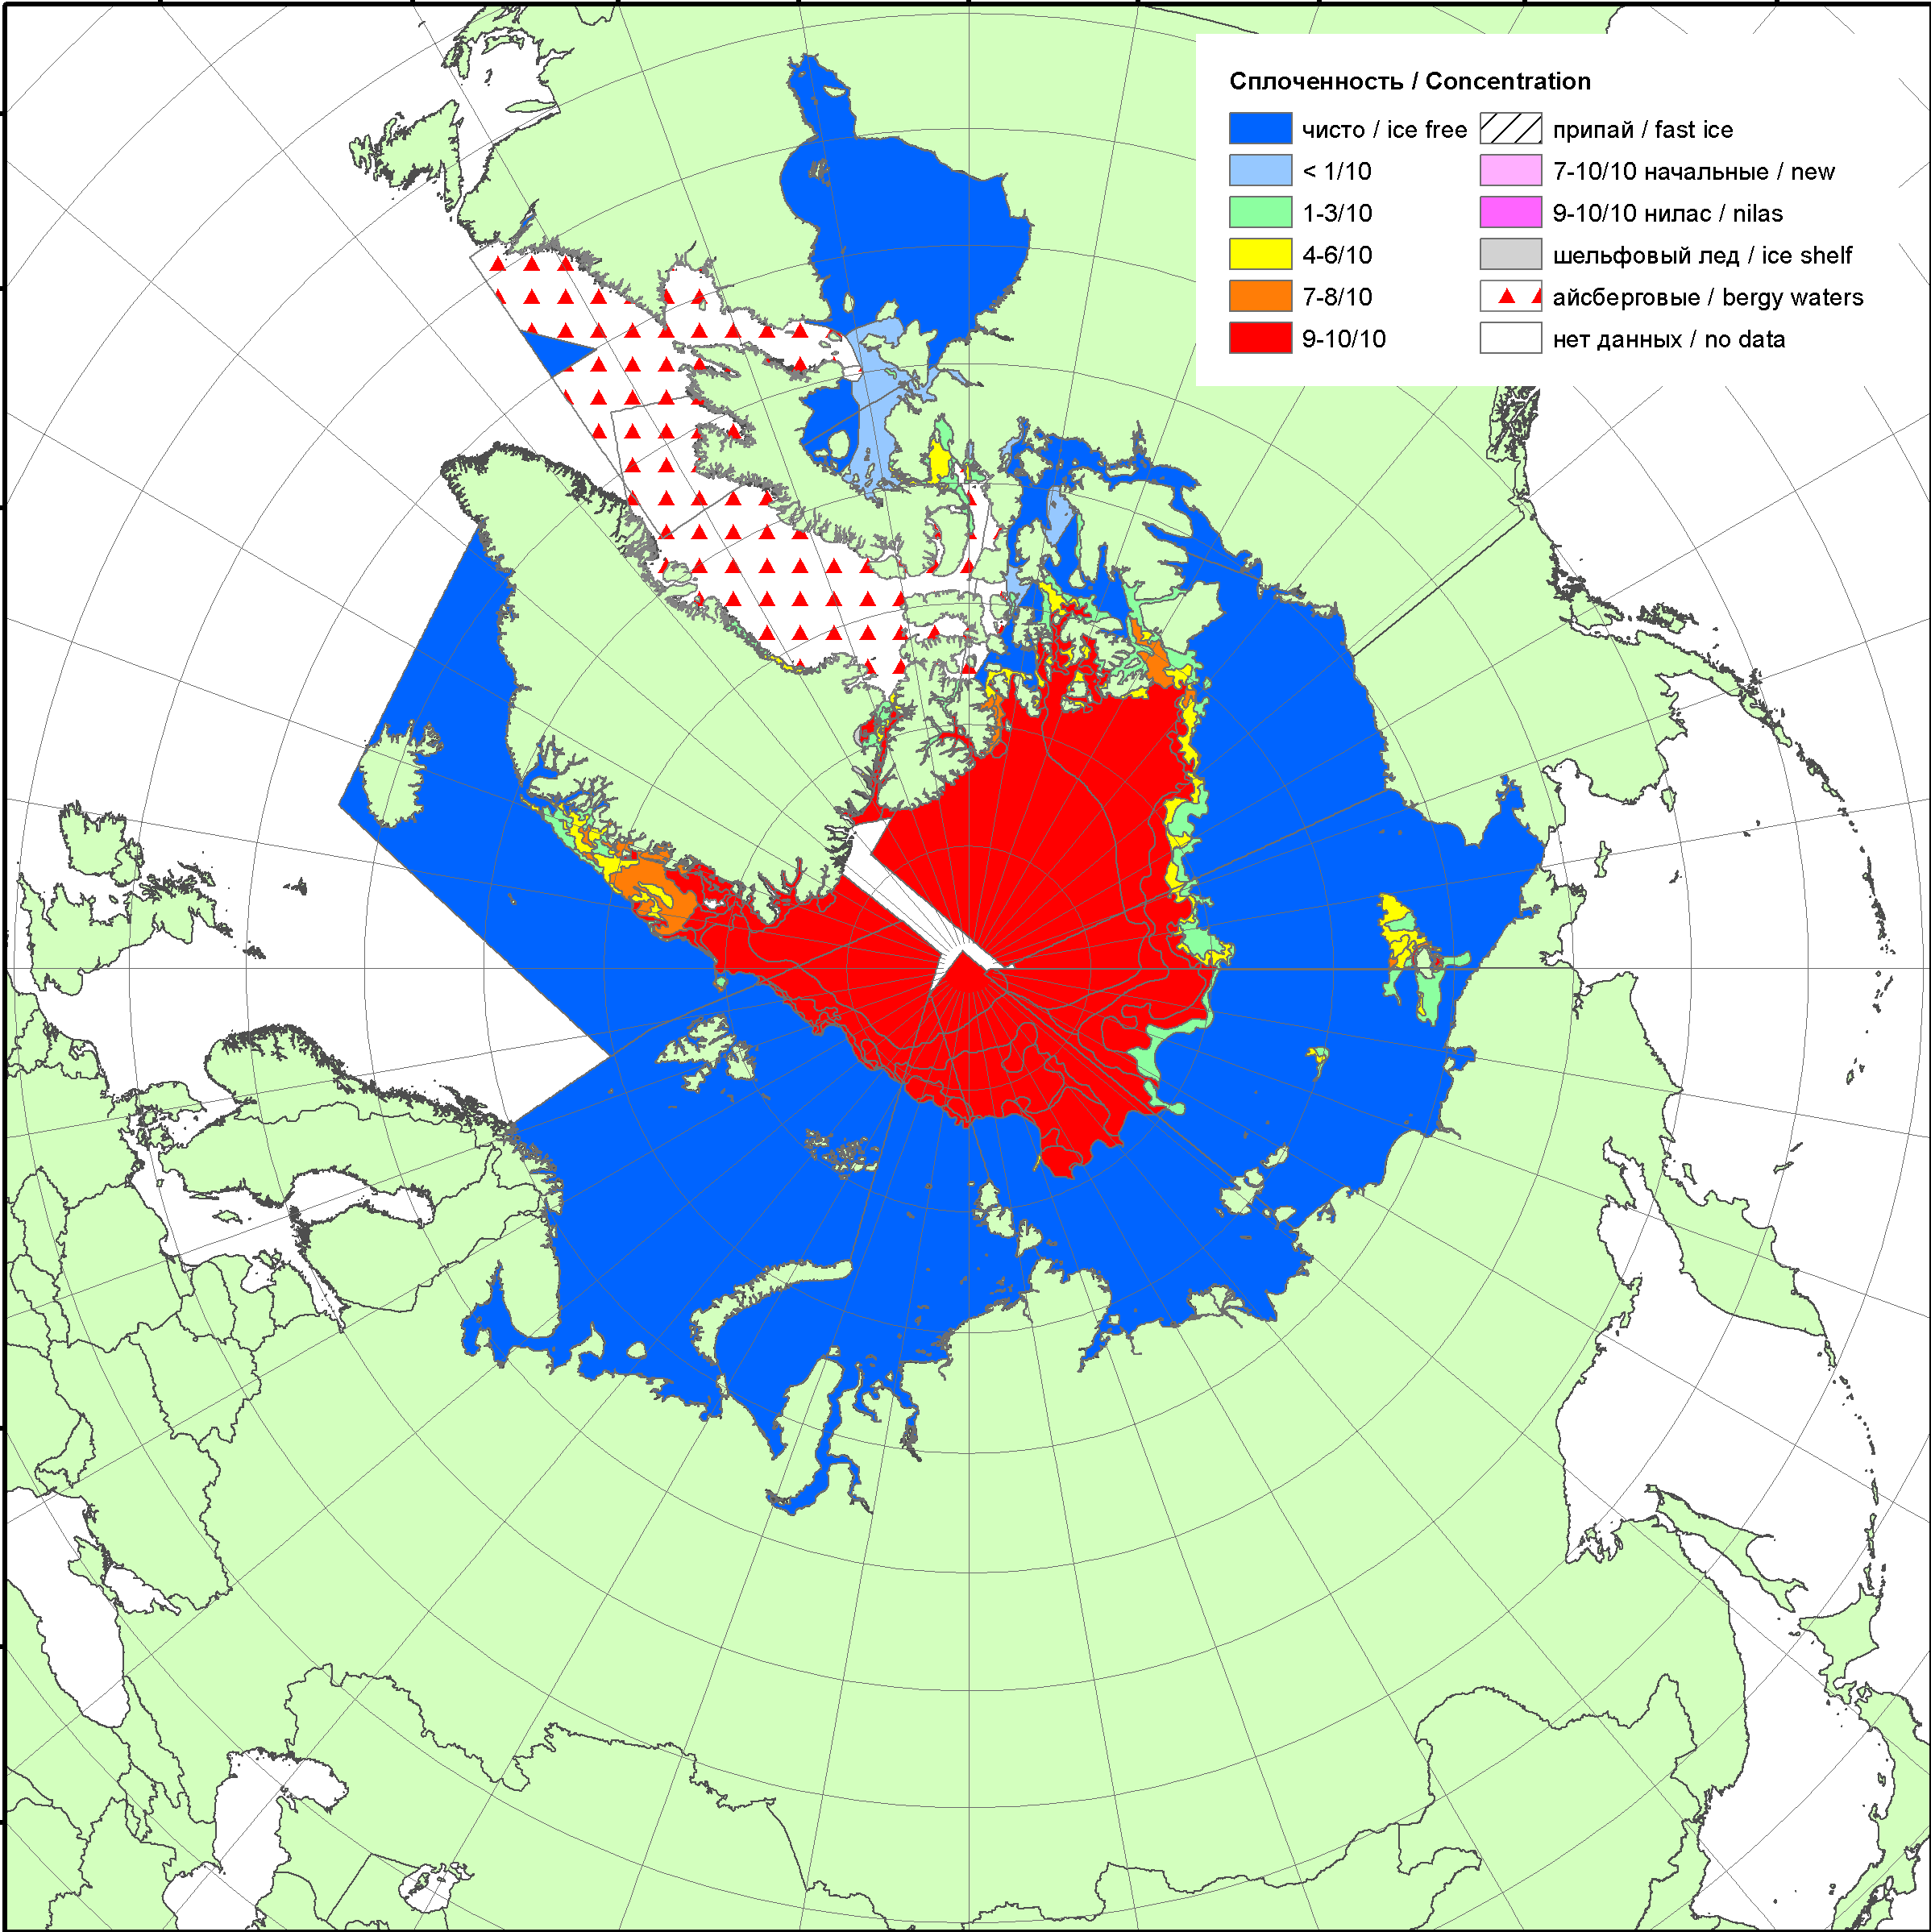 Сплоченность / Concentration
чисто / ice free
< 1/10
1-3/10
4-6/10
7-8/10
9-10/10
припай / fast ice
7-10/10 начальные / new
9-10/10 нилас / nilas
шельфовый лед / ice shelf
айсберговые / bergy waters
нет данных / no data